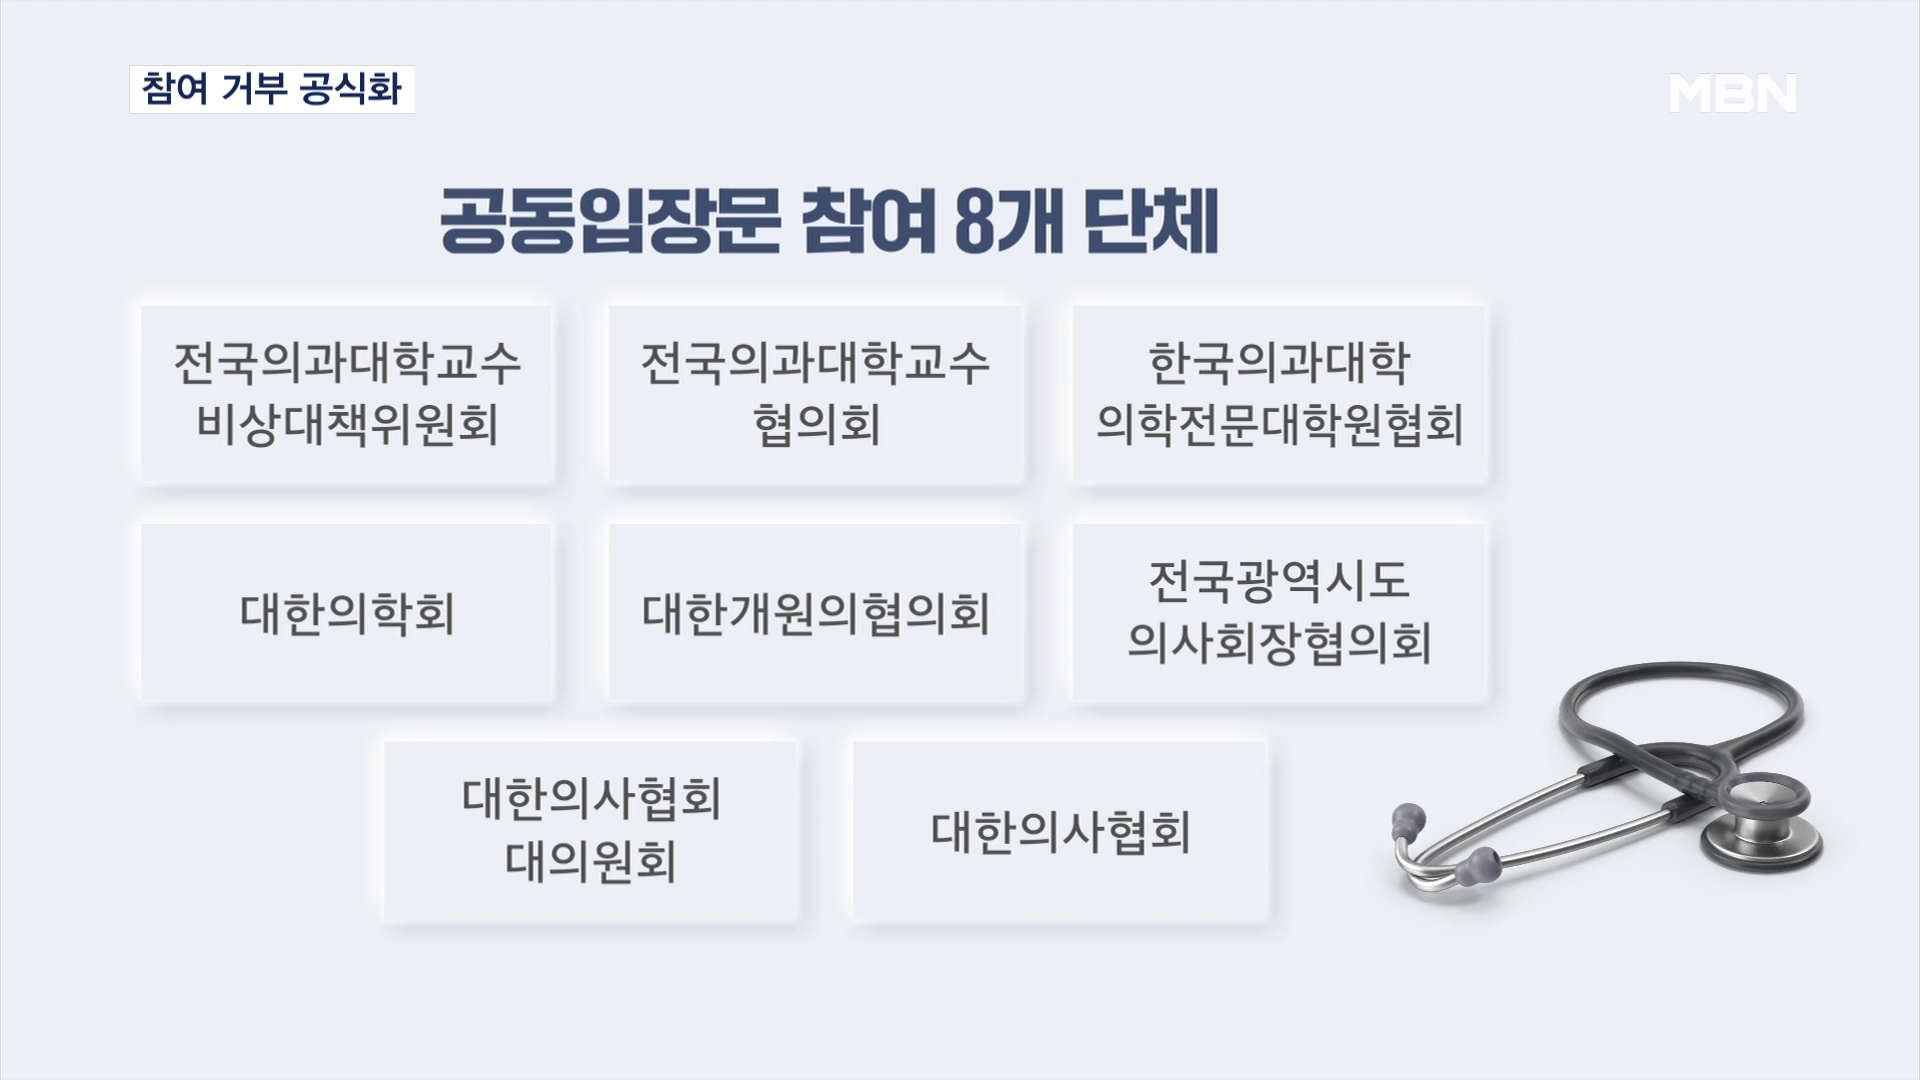 참여 거부 공식화
MBN
공동입장문 참여 8개 단체
전국의과대학교수
비상대책위원회
전국의과대학교수
협의회
한국의과대학
의학전문대학원협회
대한의학회
대한개원의협의회
전국광역시도
의사회장협의회
대한의사협회
대의원회
대한의사협회